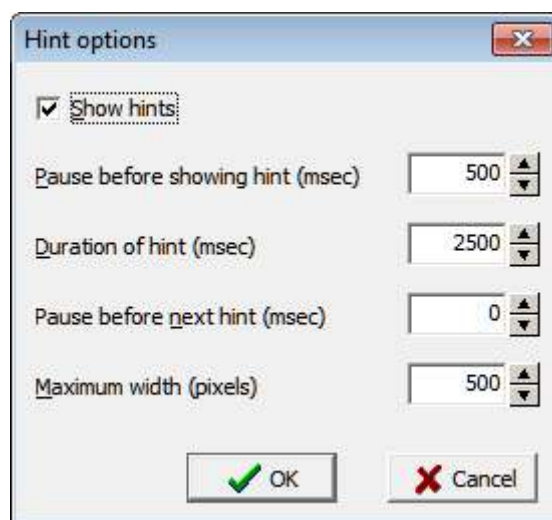 Hint options
Show hints
Pause before showing hint (msec) 500
Duration of hint (msec) 2500
Pause before next hint (msec) 0
Maximum width (pixels) 500
OK Cancel